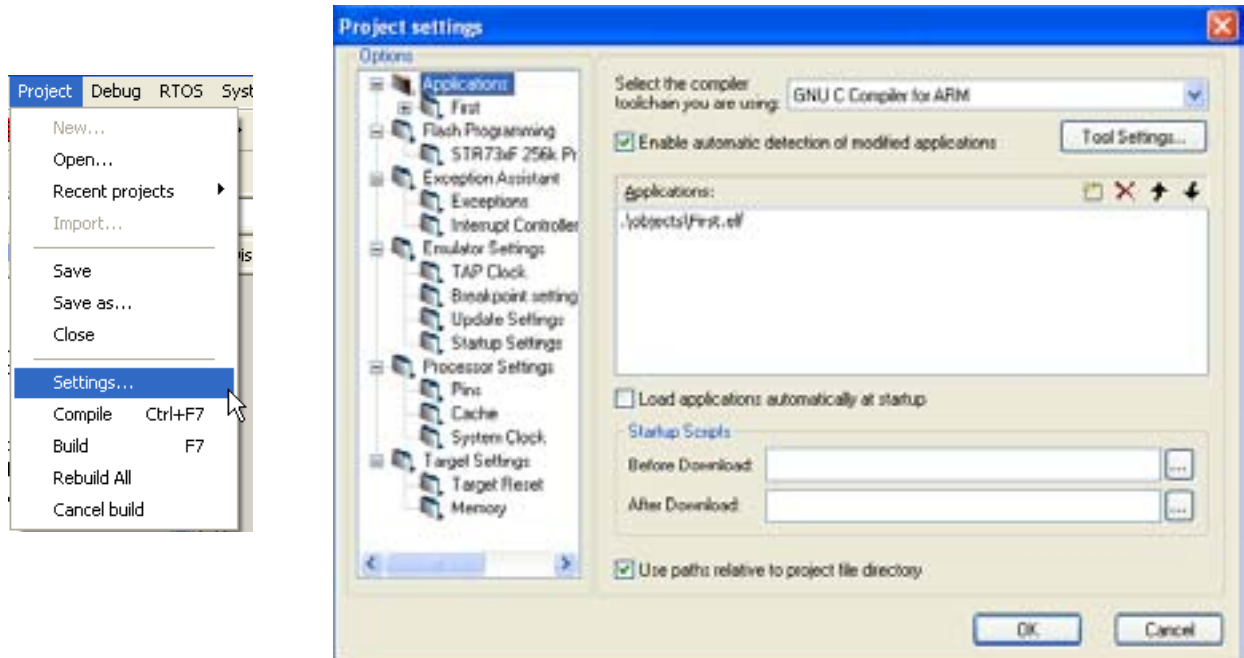 Project Debug RTOS Syst
New...
Open...
Recent projects
Import...
Save
Save as...
Close
Settings...
Compile Ctrl+F7
Build F7
Rebuild All
Cancel build
is
Project settings
Options
Applications
First
Flash Programming
STR73xF 256k Pr
Exception Assistant
Exceptions
Interrupt Controller
Emulator Settings
TAP Clock
Breakpoint setting
Update Settings
Startup Settings
Processor Settings
Pins
Cache
System Clock
Target Settings
Target Reset
Memory
Select the compiler
toolchain you are using:
GNU C Compiler for ARM
Enable automatic detection of modified applications
Tool Settings...
Applications:
.\objects\First.elf
Load applications automatically at startup
Startup Scripts
Before Download:
...
After Download:
...
Use paths relative to project file directory
OK
Cancel